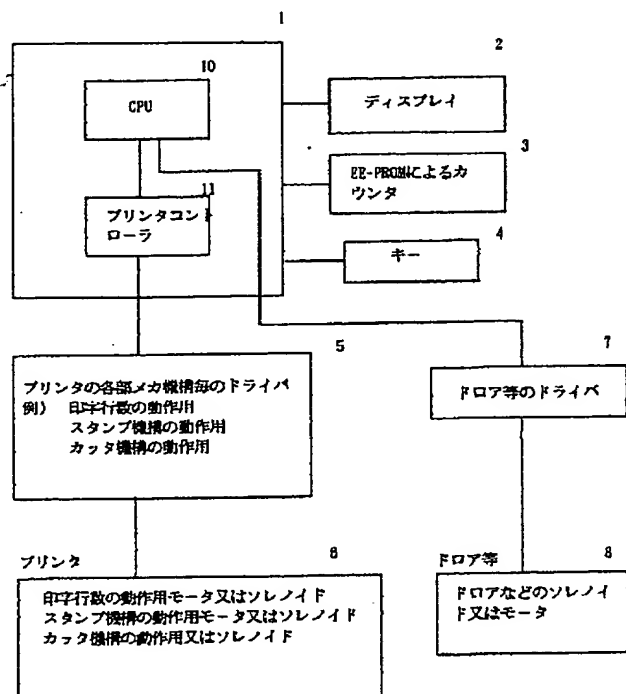 1
10
CPU
11
プリンタコント
ローラ
2
ディスプレイ
3
EE-PROMによるカ
ウンタ
4
キー
5
プリンタの各部メカ機構毎のドライバ
例) 印字行数の動作用
スタンプ機構の動作用
カッタ機構の動作用
7
ドロア等のドライバ
プリンタ
6
印字行数の動作用モータ又はソレノイド
スタンプ機構の動作用モータ又はソレノイド
カッタ機構の動作用又はソレノイド
ドロア等
8
ドロアなどのソレノイ
ド又はモータ